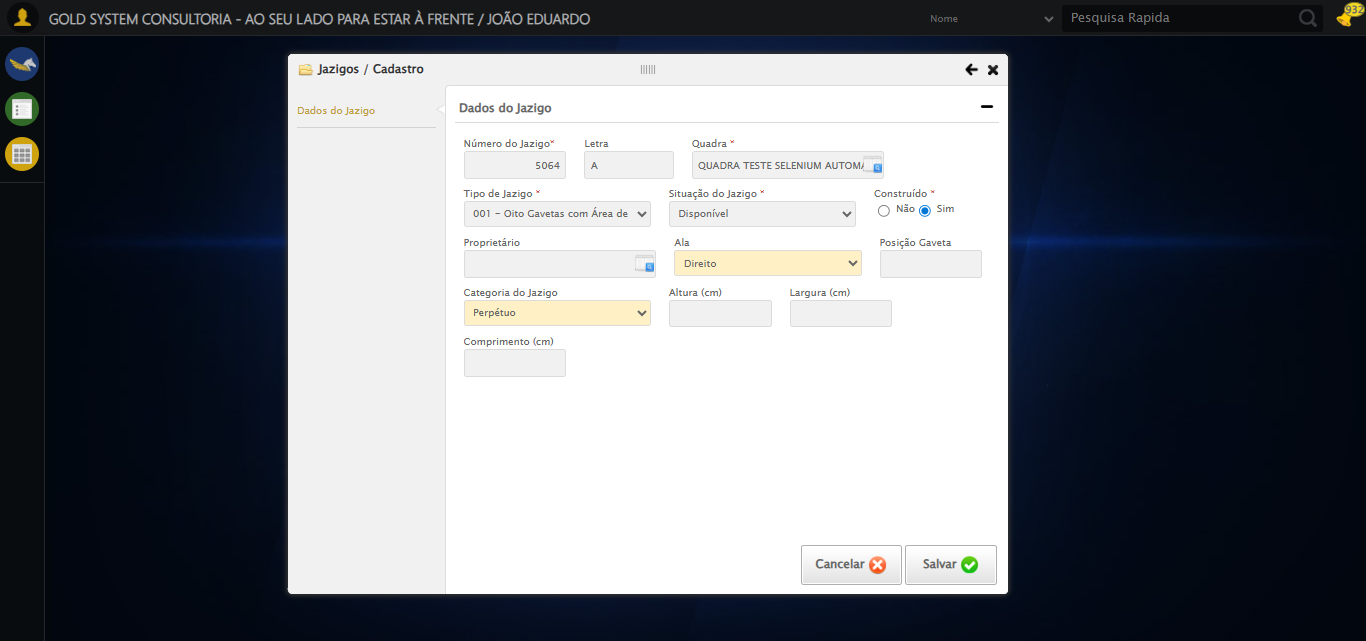 GOLD SYSTEM CONSULTORIA - AO SEU LADO PARA ESTAR À FRENTE / JOÃO EDUARDO
Nome
Pesquisa Rapida
932
Jazigos / Cadastro
Dados do Jazigo
Dados do Jazigo
Número do Jazigo* Letra Quadra *
5064 A QUADRA TESTE SELENIUM AUTOMA
Tipo de Jazigo * Situação do Jazigo * Construído *
001 - Oito Gavetas com Área de Disponível Não Sim
Proprietário Ala Posição Gaveta
Direito
Categoria do Jazigo Altura (cm) Largura (cm)
Perpétuo
Comprimento (cm)
Cancelar Salvar